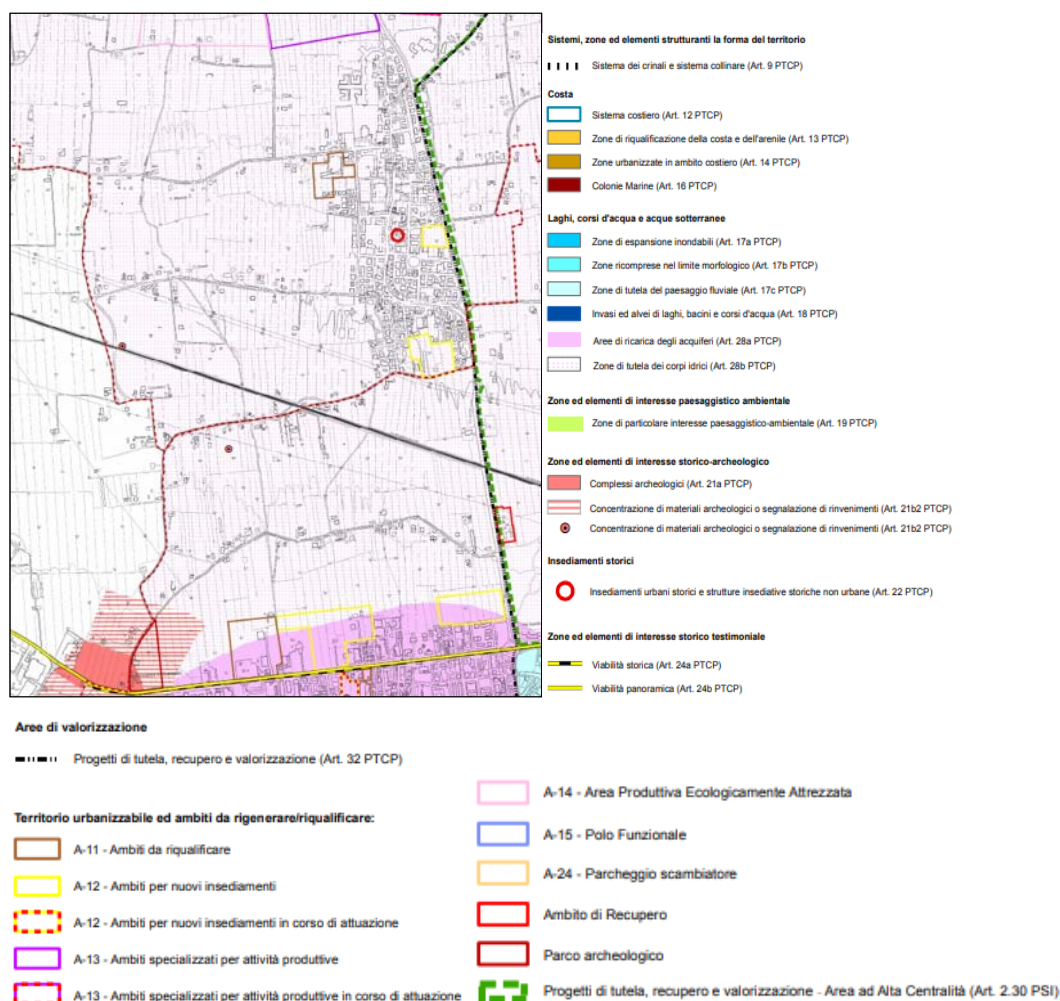 Sistemi, zone ed elementi strutturanti la forma del territorio
Sistema dei crinali e sistema collinare (Art. 9 PTCP)
Costa
Sistema costiero (Art. 12 PTCP)
Zone di riqualificazione della costa e dell'arenile (Art. 13 PTCP)
Zone urbanizzate in ambito costiero (Art. 14 PTCP)
Colonie Marine (Art. 16 PTCP)
Laghi, corsi d'acqua e acque sotterranee
Zone di espansione inondabili (Art. 17a PTCP)
Zone ricomprese nel limite morfologico (Art. 17b PTCP)
Zone di tutela del paesaggio fluviale (Art. 17c PTCP)
Invasi ed alvei di laghi, bacini e corsi d'acqua (Art. 18 PTCP)
Aree di ricarica degli acquiferi (Art. 28a PTCP)
Zone di tutela dei corpi idrici (Art. 28b PTCP)
Zone ed elementi di interesse paesaggistico ambientale
Zone di particolare interesse paesaggistico-ambientale (Art. 19 PTCP)
Zone ed elementi di interesse storico-archeologico
Complessi archeologici (Art. 21a PTCP)
Concentrazione di materiali archeologici o segnalazione di rinvenimenti (Art. 21b2 PTCP)
Concentrazione di materiali archeologici o segnalazione di rinvenimenti (Art. 21b2 PTCP)
Insediamenti storici
Insediamenti urbani storici e strutture insediative storiche non urbane (Art. 22 PTCP)
Zone ed elementi di interesse storico testimoniale
Viabilità storica (Art. 24a PTCP)
Viabilità panoramica (Art. 24b PTCP)
Aree di valorizzazione
Progetti di tutela, recupero e valorizzazione (Art. 32 PTCP)
Territorio urbanizzabile ed ambiti da rigenerare/riqualificare:
A-11 - Ambiti da riqualificare
A-12 - Ambiti per nuovi insediamenti
A-12 - Ambiti per nuovi insediamenti in corso di attuazione
A-13 - Ambiti specializzati per attività produttive
A-13 - Ambiti specializzati per attività produttive in corso di attuazione
A-14 - Area Produttiva Ecologicamente Attrezzata
A-15 - Polo Funzionale
A-24 - Parcheggio scambiatore
Ambito di Recupero
Parco archeologico
Progetti di tutela, recupero e valorizzazione - Area ad Alta Centralità (Art. 2.30 PSI)